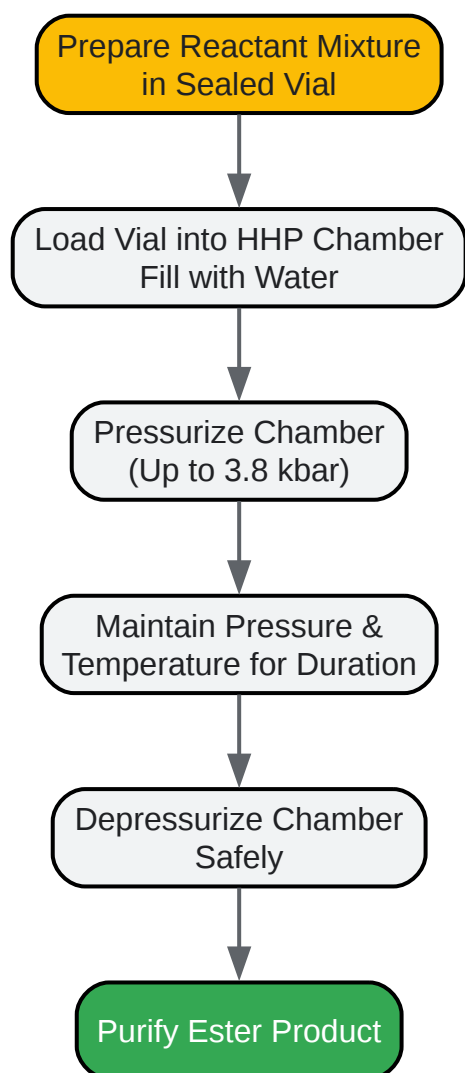 Prepare Reactant Mixture
in Sealed Vial
Load Vial into HHP Chamber
Fill with Water
Pressurize Chamber
(Up to 3.8 kbar)
Maintain Pressure &
Temperature for Duration
Depressurize Chamber
Safely
Purify Ester Product